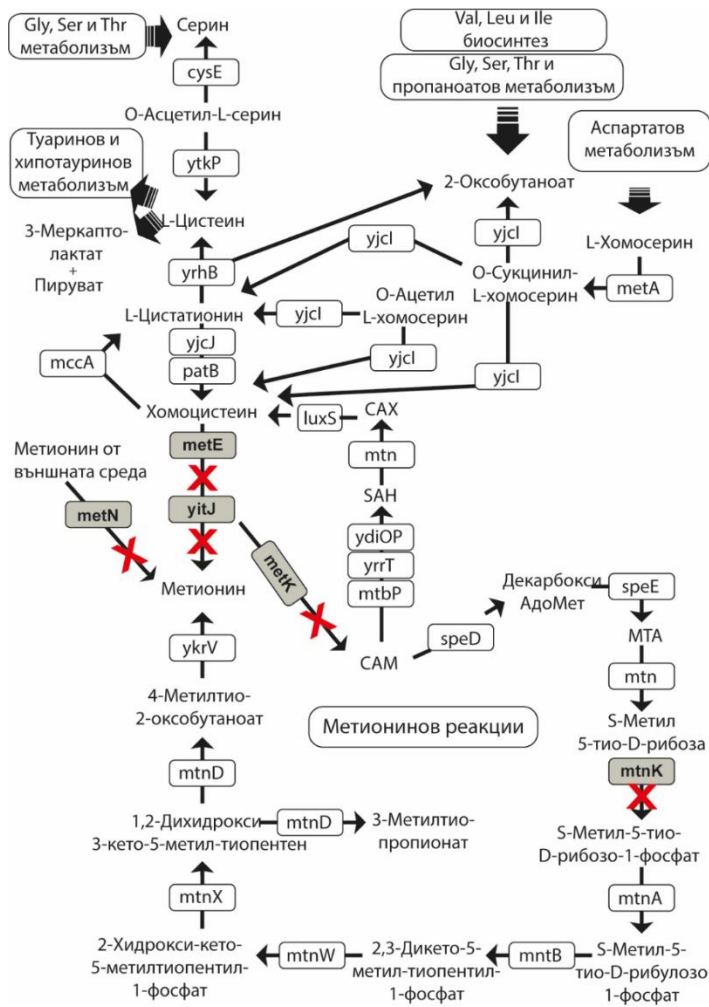 Gly, Ser и Thr
метаболизъм
Серин
cysE
О-Асцетил-L-серин
ytkP
Туаринов и
хипотауринов
метаболизъм
L-Цистеин
3-Меркапто-
лактат
+
Пируват
yrhB
Val, Leu и Ile
биосинтез
Gly, Ser, Thr и
пропаноатов метаболизъм
Аспартатов
метаболизъм
2-Оксобутаноат
yjcI
yjcI
L-Хомосерин
О-Сукцинил-
L-хомосерин
metA
L-Цистатионин
yjcI
О-Ацетил
L-хомосерин
yjcJ
patB
mccA
yjcI
yjcI
Хомоцистеин
luxS
САХ
metE
mtn
Метионин от
външната среда
SAH
metN
yitJ
metK
ydiOP
yrrT
mtbP
Метионин
САМ
speD
Декарбокси
АдоМет
speE
МТА
mtn
ykrV
4-Метилтио-
2-оксобутаноат
Метионинов реакции
S-Метил
5-тио-D-рибоза
mtnK
mtnD
1,2-Дихидрокси
3-кето-5-метил-тиопентен
mtnD
3-Метилтио-
пропионат
S-Метил-5-тио-
D-рибозо-1-фосфат
mtnX
mtnA
2-Хидрокси-кето-
5-метилтиопентил-
1-фосфат
mtnW
2,3-Дикето-5-
метил-тиопентил-
1-фосфат
mntB
S-Метил-5-
тио-D-рибулозо
1-фосфат